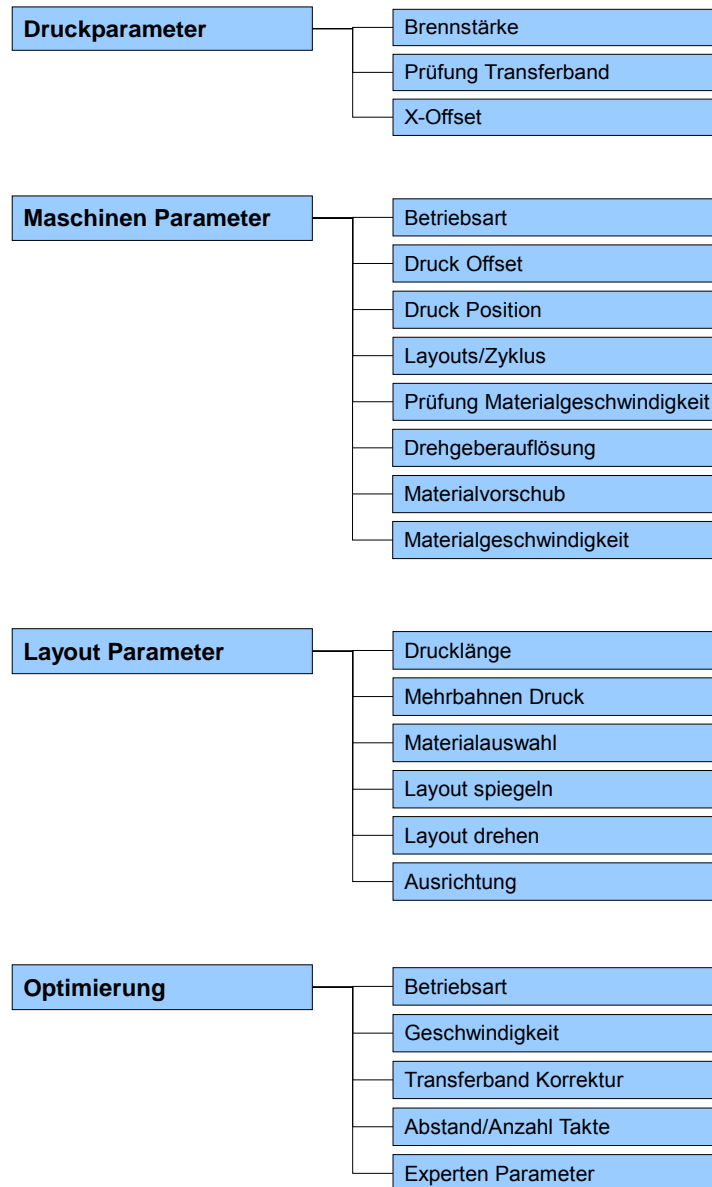 Druckparameter
Brennstärke
Prüfung Transferband
X-Offset
Maschinen Parameter
Betriebsart
Druck Offset
Druck Position
Layouts/Zyklus
Prüfung Materialgeschwindigkeit
Drehgeberauflösung
Materialvorschub
Materialgeschwindigkeit
Layout Parameter
Drucklänge
Mehrbahnen Druck
Materialauswahl
Layout spiegeln
Layout drehen
Ausrichtung
Optimierung
Betriebsart
Geschwindigkeit
Transferband Korrektur
Abstand/Anzahl Takte
Experten Parameter